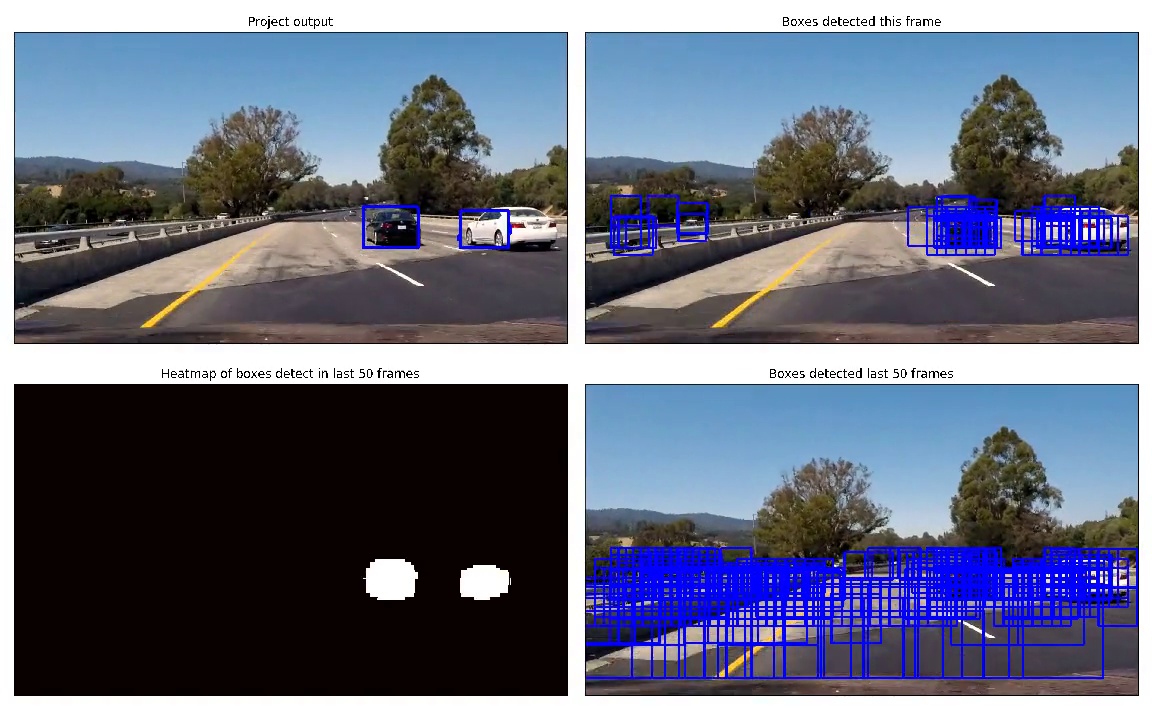 Project output
Boxes detected this frame
Heatmap of boxes detect in last 50 frames
Boxes detected last 50 frames